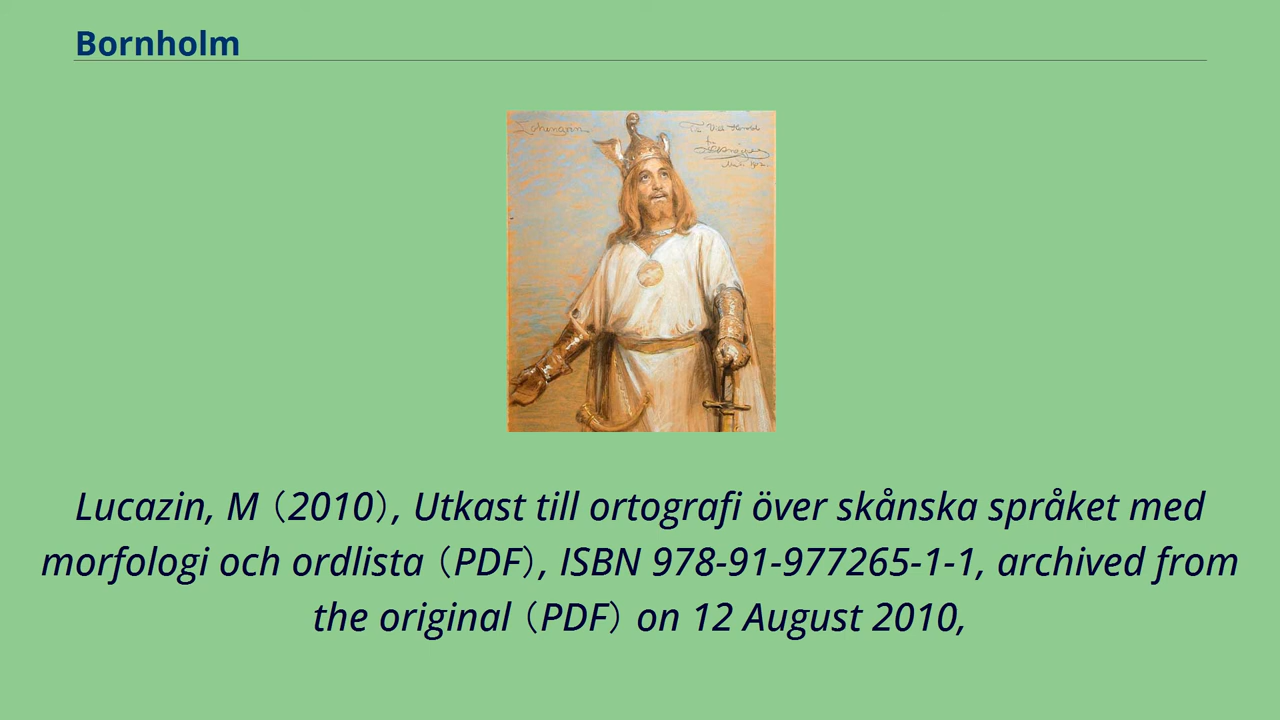 Bornholm
Lohengrin
Lucazin, M （2010）, Utkast till ortografi över skånska språket med
morfologi och ordlista （PDF）, ISBN 978-91-977265-1-1, archived from
the original （PDF） on 12 August 2010,